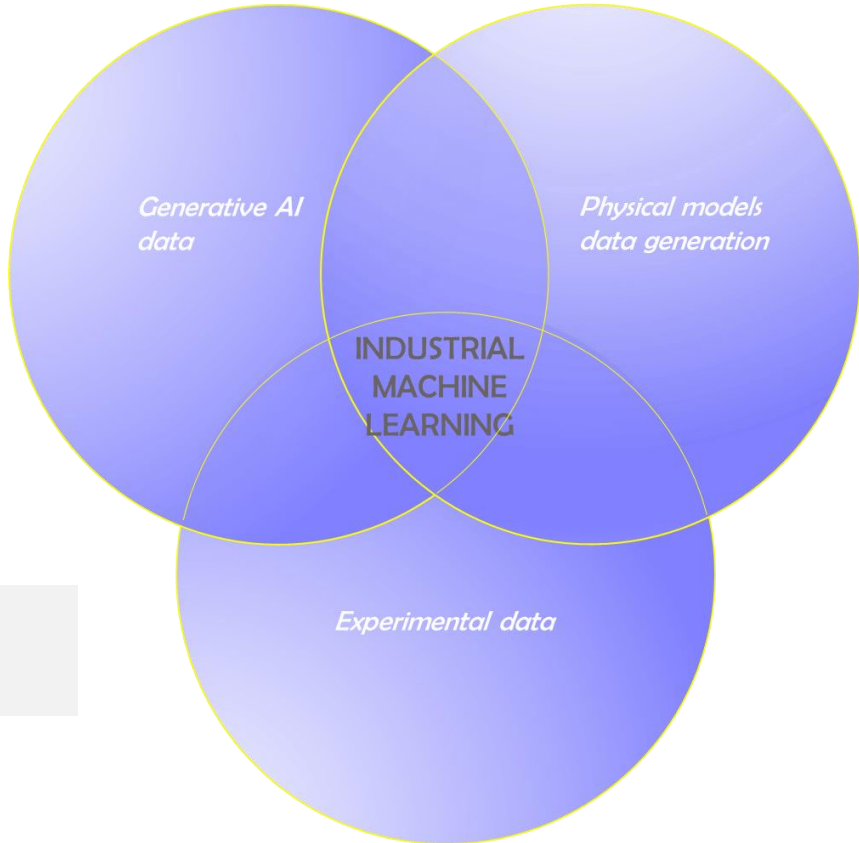 Generative AI
data
Physical models
data generation
INDUSTRIAL
MACHINE
LEARNING
Experimental data